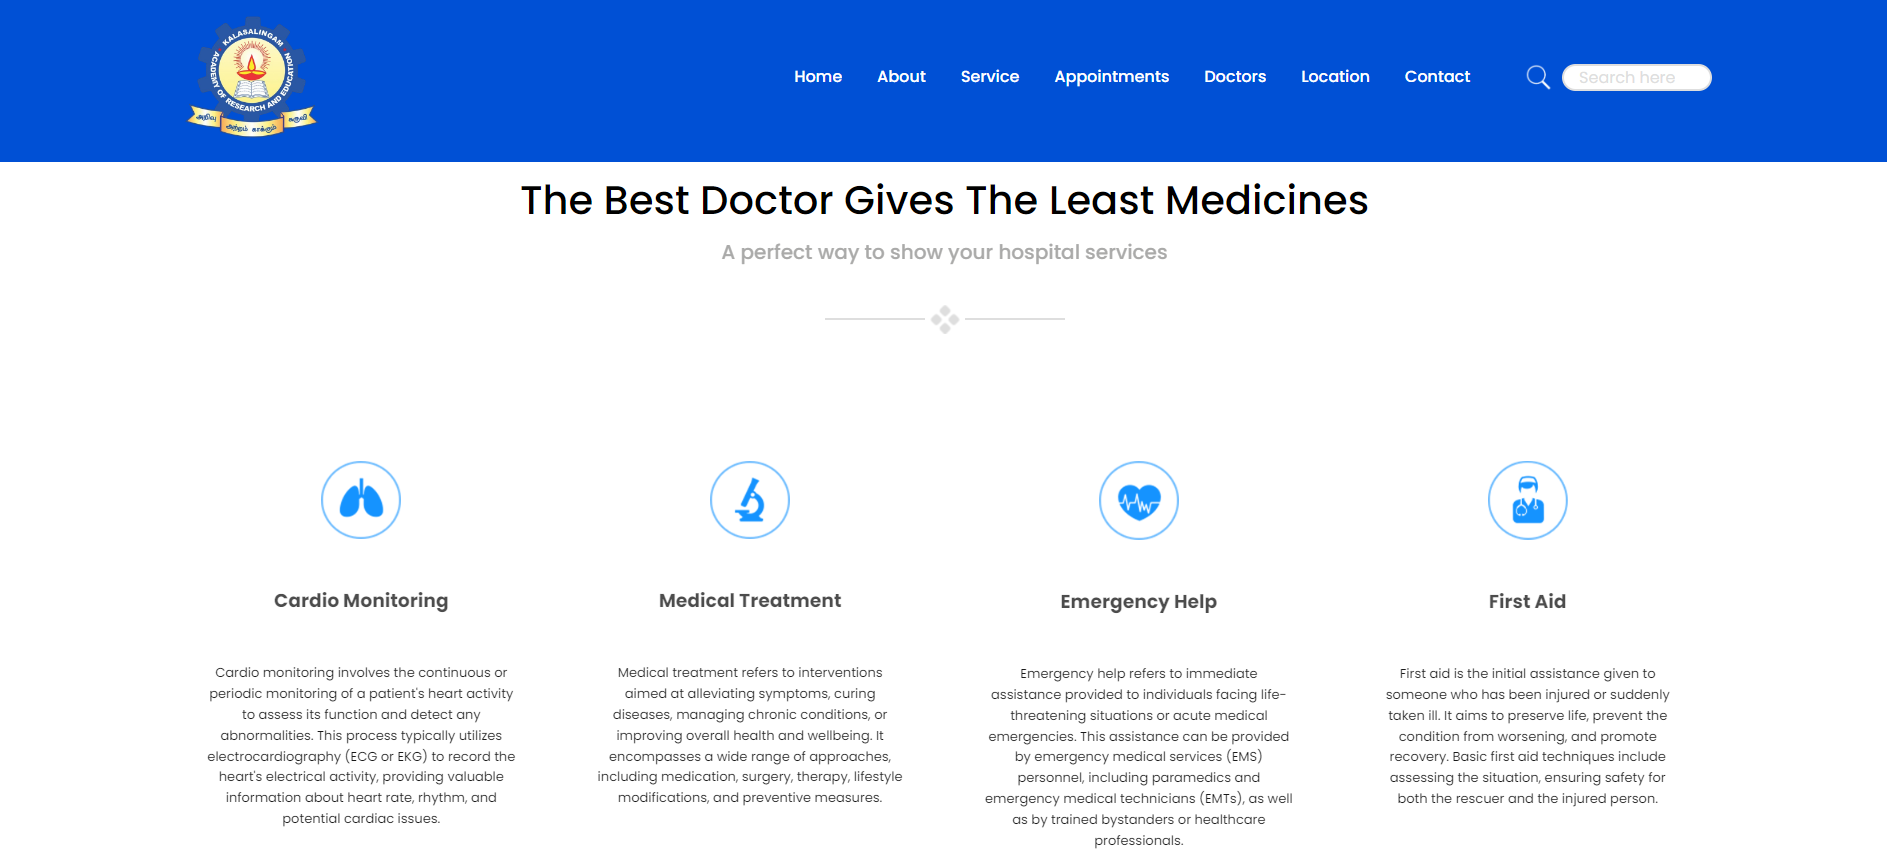 KALASALINGAM
ACADEMY OF RESEARCH AND EDUCATION
அறிவு
அற்றம் காக்கும்
கருவி
Home About Service Appointments Doctors Location Contact Search here
The Best Doctor Gives The Least Medicines
A perfect way to show your hospital services
Cardio Monitoring
Cardio monitoring involves the continuous or
periodic monitoring of a patient's heart activity
to assess its function and detect any
abnormalities. This process typically utilizes
electrocardiography (ECG or EKG) to record the
heart's electrical activity, providing valuable
information about heart rate, rhythm, and
potential cardiac issues.
Medical Treatment
Medical treatment refers to interventions
aimed at alleviating symptoms, curing
diseases, managing chronic conditions, or
improving overall health and wellbeing. It
encompasses a wide range of approaches,
including medication, surgery, therapy, lifestyle
modifications, and preventive measures.
Emergency Help
Emergency help refers to immediate
assistance provided to individuals facing life-
threatening situations or acute medical
emergencies. This assistance can be provided
by emergency medical services (EMS)
personnel, including paramedics and
emergency medical technicians (EMTs), as well
as by trained bystanders or healthcare
professionals.
First Aid
First aid is the initial assistance given to
someone who has been injured or suddenly
taken ill. It aims to preserve life, prevent the
condition from worsening, and promote
recovery. Basic first aid techniques include
assessing the situation, ensuring safety for
both the rescuer and the injured person.